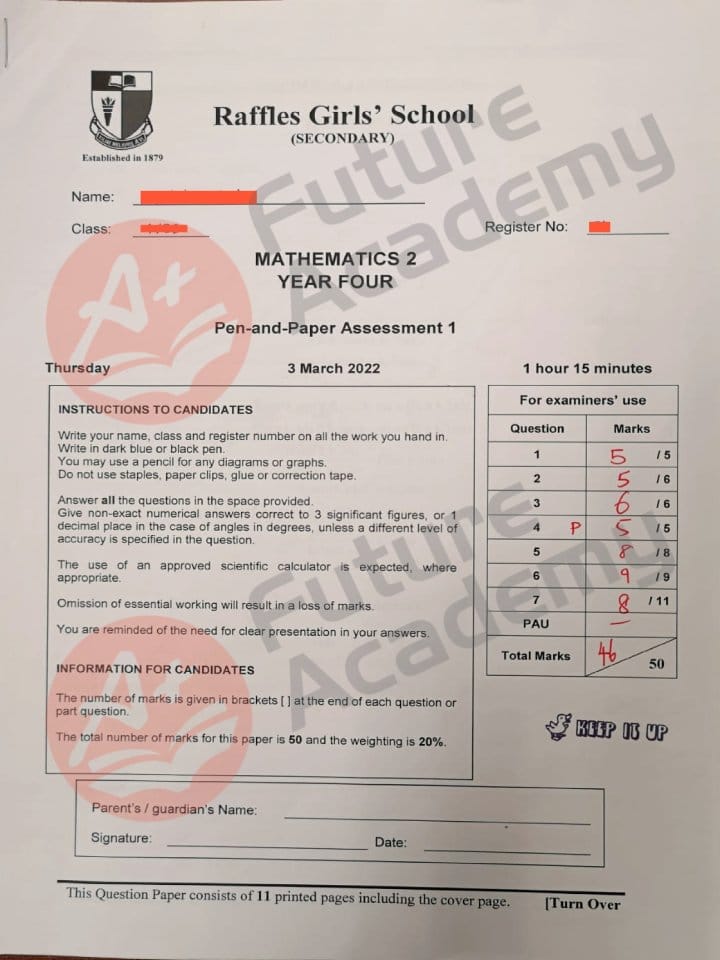 Raffles Girls' School
(SECONDARY)
Established in 1879
Name:
Class:
Register No:
MATHEMATICS 2
YEAR FOUR
Pen-and-Paper Assessment 1
Thursday
3 March 2022
1 hour 15 minutes
INSTRUCTIONS TO CANDIDATES
Write your name, class and register number on all the work you hand in.
Write in dark blue or black pen.
You may use a pencil for any diagrams or graphs.
Do not use staples, paper clips, glue or correction tape.
Answer all the questions in the space provided.
Give non-exact numerical answers correct to 3 significant figures, or 1
decimal place in the case of angles in degrees, unless a different level of
accuracy is specified in the question.
The use of an approved scientific calculator is expected, where
appropriate.
Omission of essential working will result in a loss of marks.
You are reminded of the need for clear presentation in your answers.
INFORMATION FOR CANDIDATES
The number of marks is given in brackets [ ] at the end of each question or
part question.
The total number of marks for this paper is 50 and the weighting is 20%.
For examiners' use
Question Marks
1 5 / 5
2 5 / 6
3 6 / 6
4 P 5 / 5
5 8 / 8
6 9 / 9
7 8 / 11
PAU –
Total Marks 46 50
KEEP IT UP
Parent's / guardian's Name:
Signature:
Date:
This Question Paper consists of 11 printed pages including the cover page.
[Turn Over
Future
Academy
A+
Future
Academy
A+